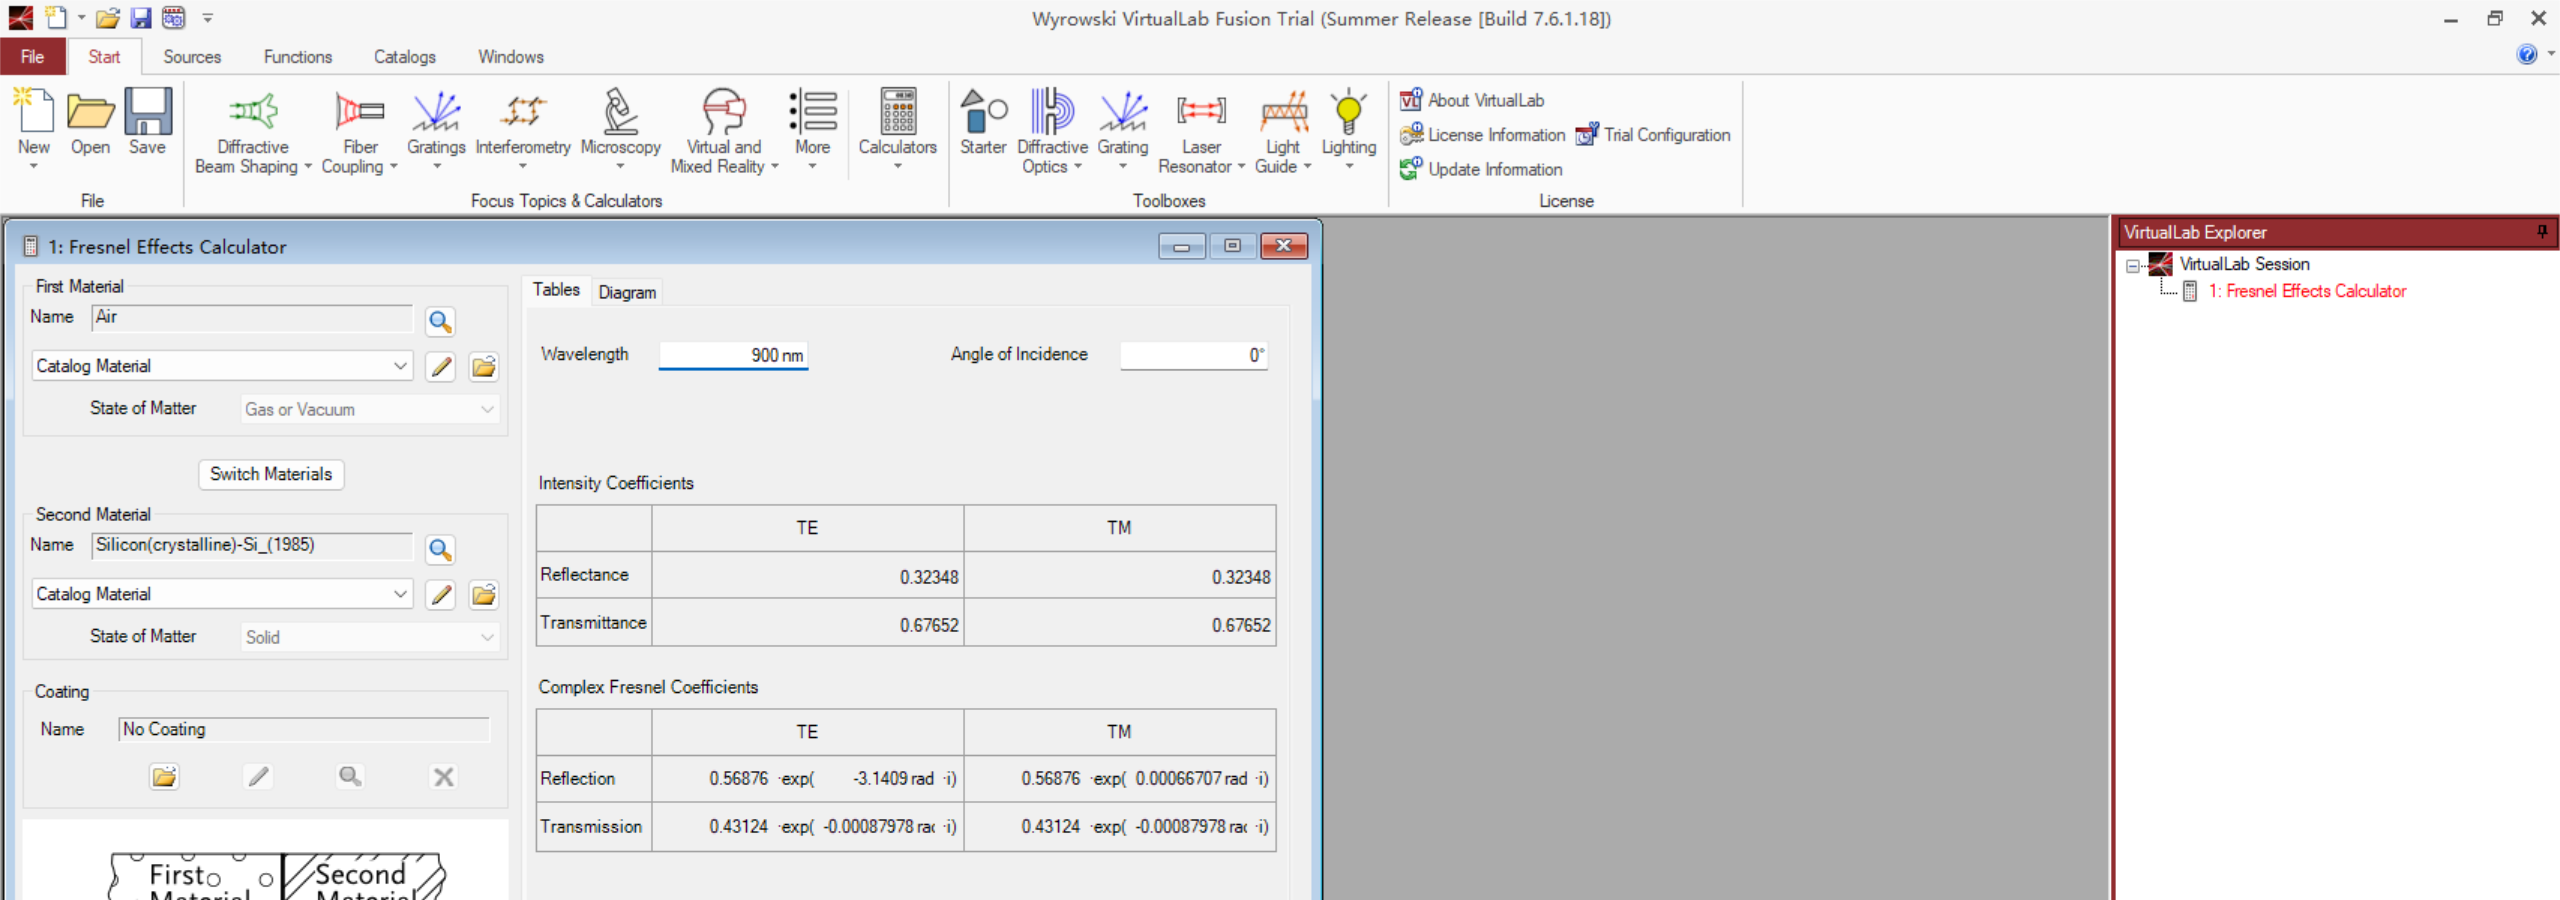 Wyrowski VirtualLab Fusion Trial (Summer Release [Build 7.6.1.18])
File Start Sources Functions Catalogs Windows
New Open Save Diffractive Beam Shaping Fiber Coupling Gratings Interferometry Microscopy Virtual and Mixed Reality More Calculators Starter Diffractive Optics Grating Laser Resonator Light Guide Lighting
About VirtualLab
License Information Trial Configuration
Update Information
File Focus Topics & Calculators Toolboxes License
1: Fresnel Effects Calculator
First Material
Name Air
Catalog Material
State of Matter Gas or Vacuum
Switch Materials
Second Material
Name Silicon(crystalline)-Si_(1985)
Catalog Material
State of Matter Solid
Coating
Name No Coating
First Second
Material Material
Tables Diagram
Wavelength 900 nm Angle of Incidence 0°
Intensity Coefficients
TE TM
Reflectance 0.32348 0.32348
Transmittance 0.67652 0.67652
Complex Fresnel Coefficients
TE TM
Reflection 0.56876 ·exp( -3.1409 rad ·i) 0.56876 ·exp( 0.00066707 rad ·i)
Transmission 0.43124 ·exp( -0.00087978 ·i) 0.43124 ·exp( -0.00087978 ·i)
VirtualLab Explorer
VirtualLab Session
1: Fresnel Effects Calculator